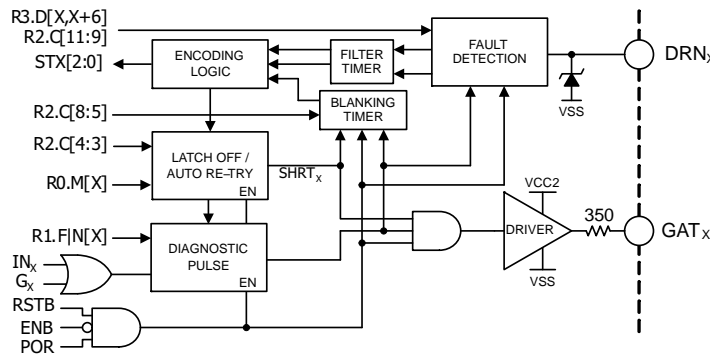 R3.D[X,X+6]
R2.C[11:9]
STX[2:0]
ENCODING
LOGIC
FILTER
TIMER
FAULT
DETECTION
DRNX
VSS
R2.C[8:5]
BLANKING
TIMER
R2.C[4:3]
LATCH OFF /
AUTO RE-TRY
EN
SHRTX
R0.M[X]
VCC2
DRIVER
VSS
350
GATX
R1.F|N[X]
DIAGNOSTIC
PULSE
EN
INX
GX
RSTB
ENB
POR